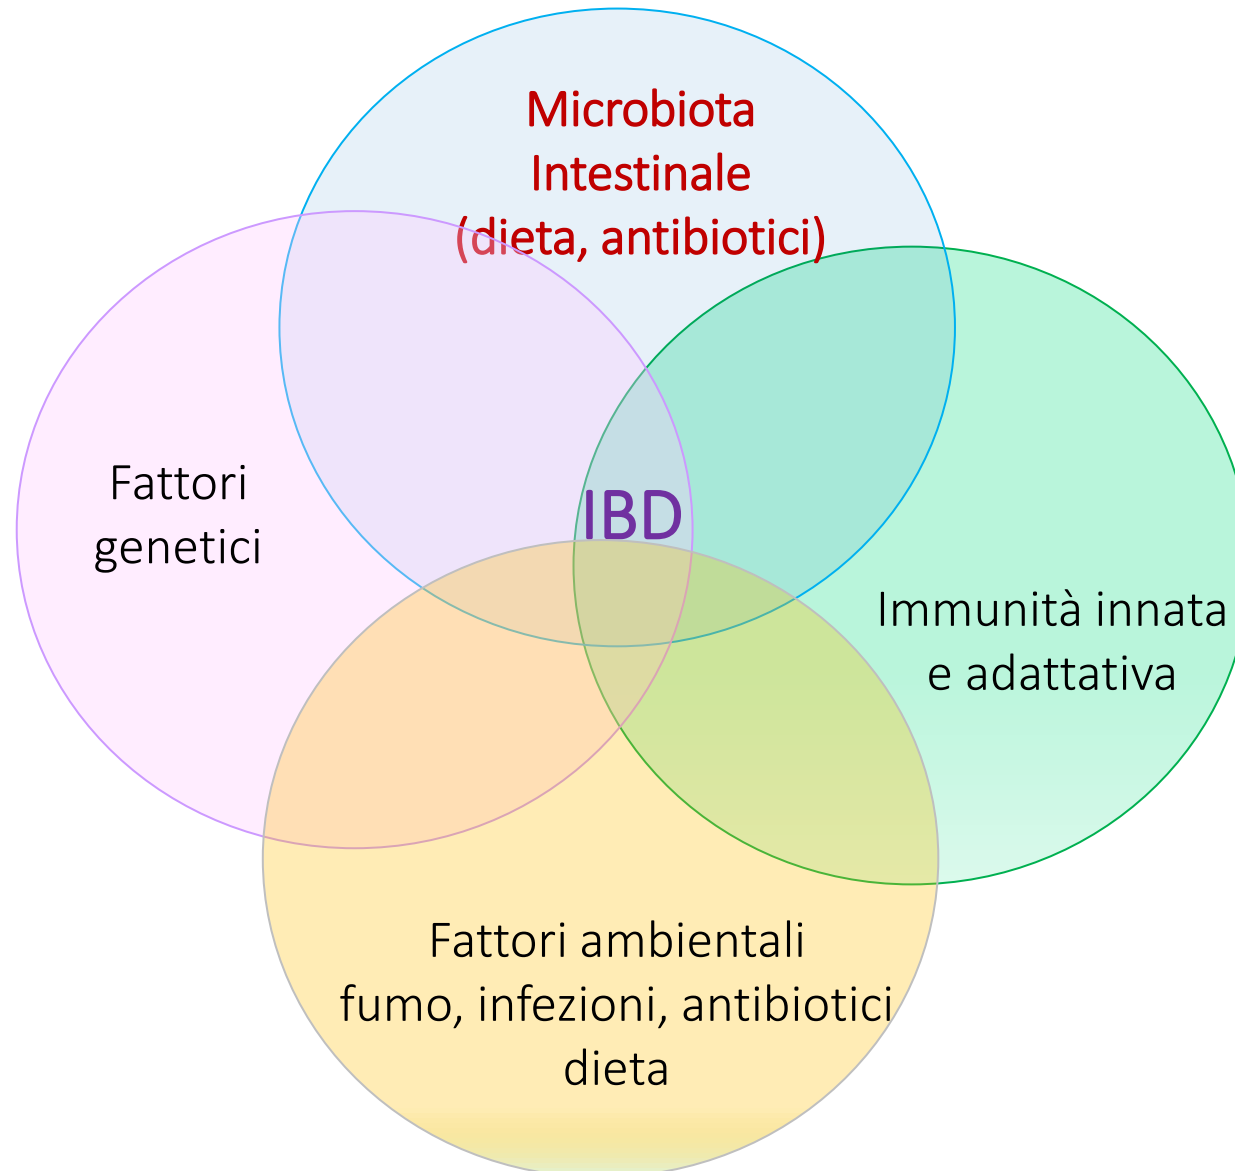 Microbiota
Intestinale
(dieta, antibiotici)
Fattori
genetici
IBD
Immunità innata
e adattativa
Fattori ambientali
fumo, infezioni, antibiotici
dieta